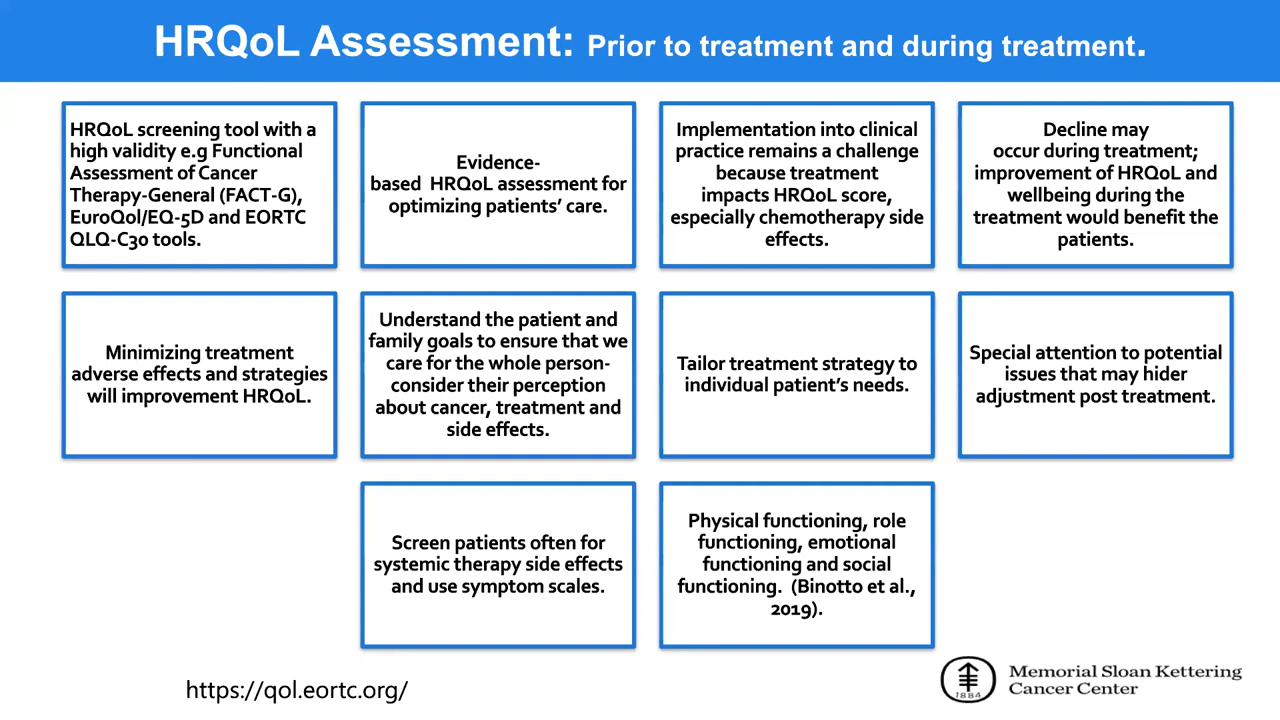 HRQoL Assessment: Prior to treatment and during treatment.
HRQoL screening tool with a
high validity e.g Functional
Assessment of Cancer
Therapy-General (FACT-G),
EuroQol/EQ-5D and EORTC
QLQ-C30 tools.
Evidence-
based HRQoL assessment for
optimizing patients' care.
Implementation into clinical
practice remains a challenge
because treatment
impacts HRQoL score,
especially chemotherapy side
effects.
Decline may
occur during treatment;
improvement of HRQoL and
wellbeing during the
treatment would benefit the
patients.
Minimizing treatment
adverse effects and strategies
will improvement HRQoL.
Understand the patient and
family goals to ensure that we
care for the whole person-
consider their perception
about cancer, treatment and
side effects.
Tailor treatment strategy to
individual patient's needs.
Special attention to potential
issues that may hider
adjustment post treatment.
Screen patients often for
systemic therapy side effects
and use symptom scales.
Physical functioning, role
functioning, emotional
functioning and social
functioning. (Binotto et al.,
2019).
https://qol.eortc.org/
1884
Memorial Sloan Kettering
Cancer Center